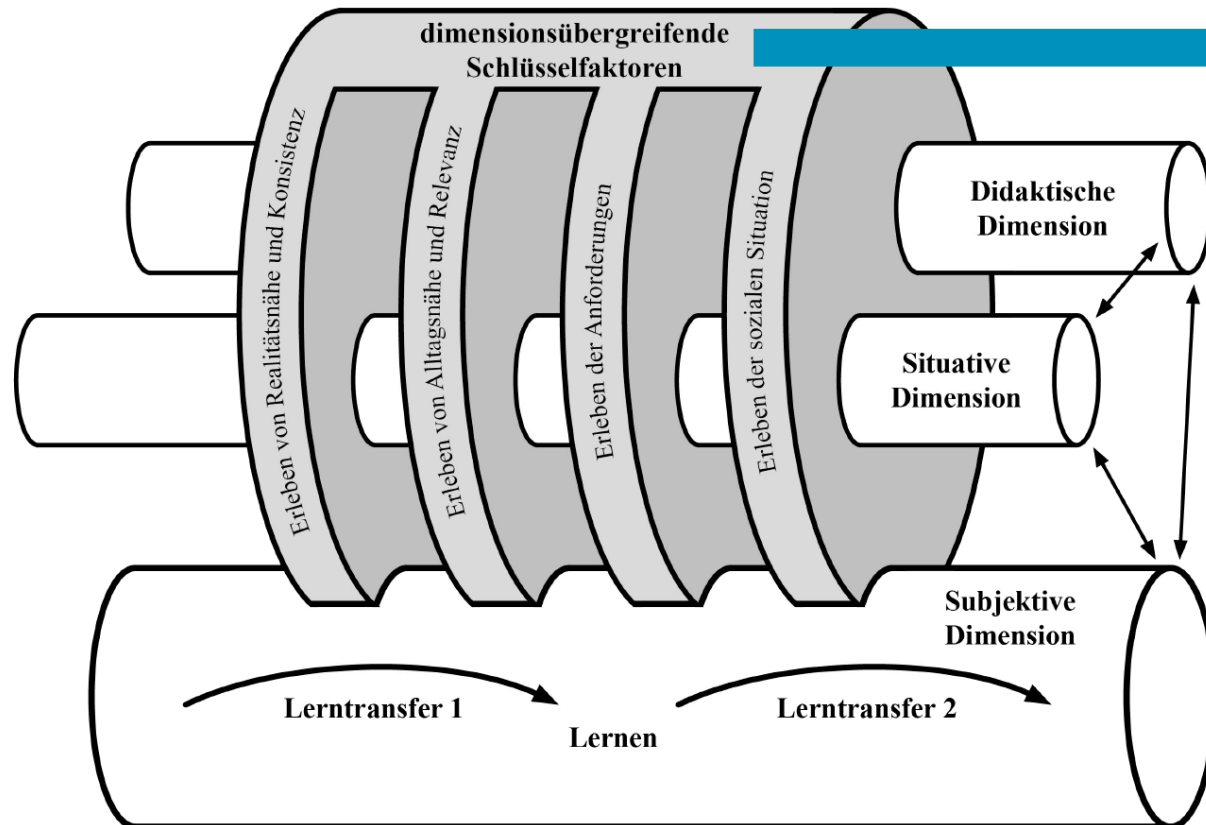 dimensionsübergreifende
Schlüsselfaktoren
Erleben von Realitätsnähe und Konsistenz
Erleben von Alltagsnähe und Relevanz
Erleben der Anforderungen
Erleben der sozialen Situation
Didaktische
Dimension
Situative
Dimension
Subjektive
Dimension
Lerntransfer 1
Lernen
Lerntransfer 2